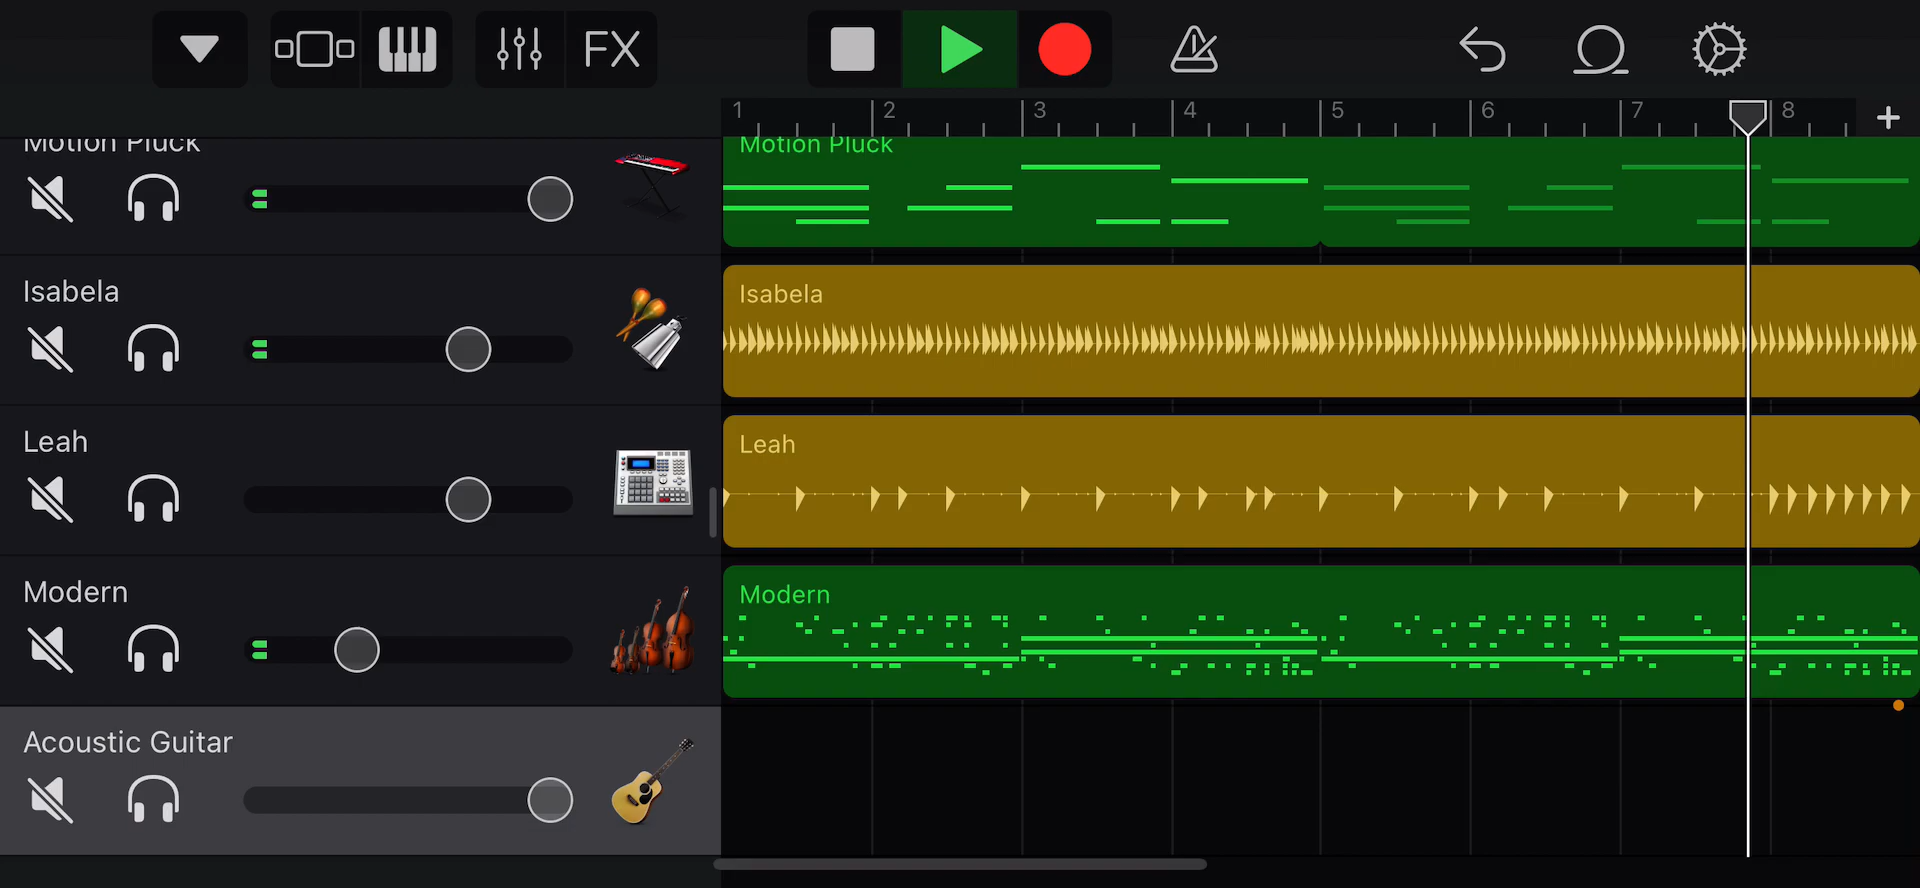 FX
1 2 3 4 5 6 7 8 +
Motion Pluck
Motion Pluck
Isabela
Isabela
Leah
Leah
Modern
Modern
Acoustic Guitar